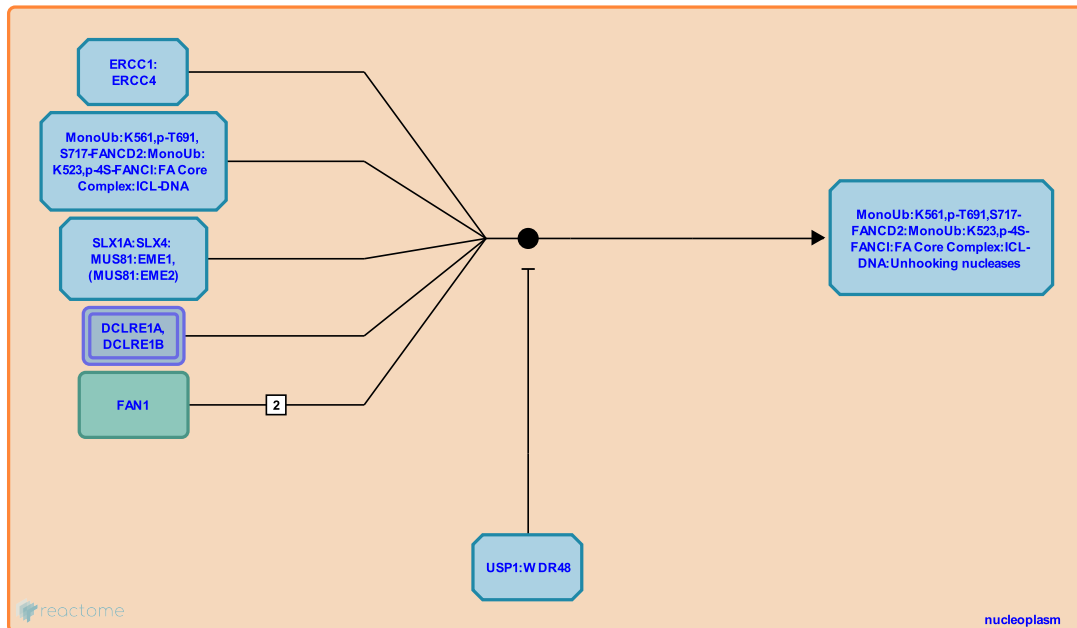 ERCC1:
ERCC4
MonoUb:K561,p-T691,
S717-FANCD2:MonoUb:
K523,p-4S-FANCI:FA Core
Complex:ICL-DNA
SLX1A:SLX4:
MUS81:EME1,
(MUS81:EME2)
DCLRE1A,
DCLRE1B
FAN1
2
MonoUb:K561,p-T691,S717-
FANCD2:MonoUb:K523,p-4S-
FANCI:FA Core Complex:ICL-
DNA:Unhooking nucleases
USP1:WDR48
reactome
nucleoplasm